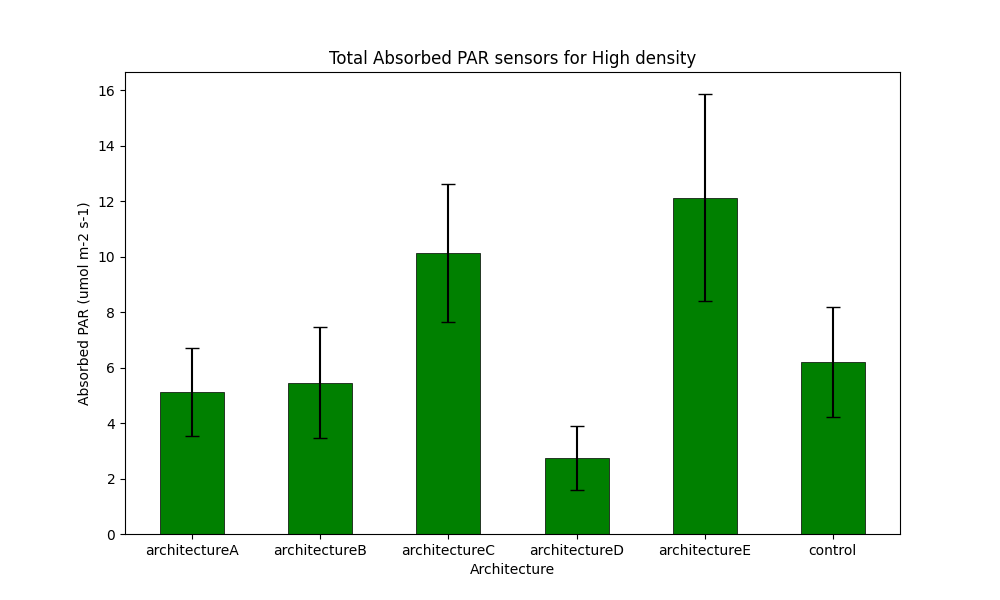 Total Absorbed PAR sensors for High density
Absorbed PAR (umol m-2 s-1)
16
14
12
10
8
6
4
2
0
architectureA architectureB architectureC architectureD architectureE control
Architecture